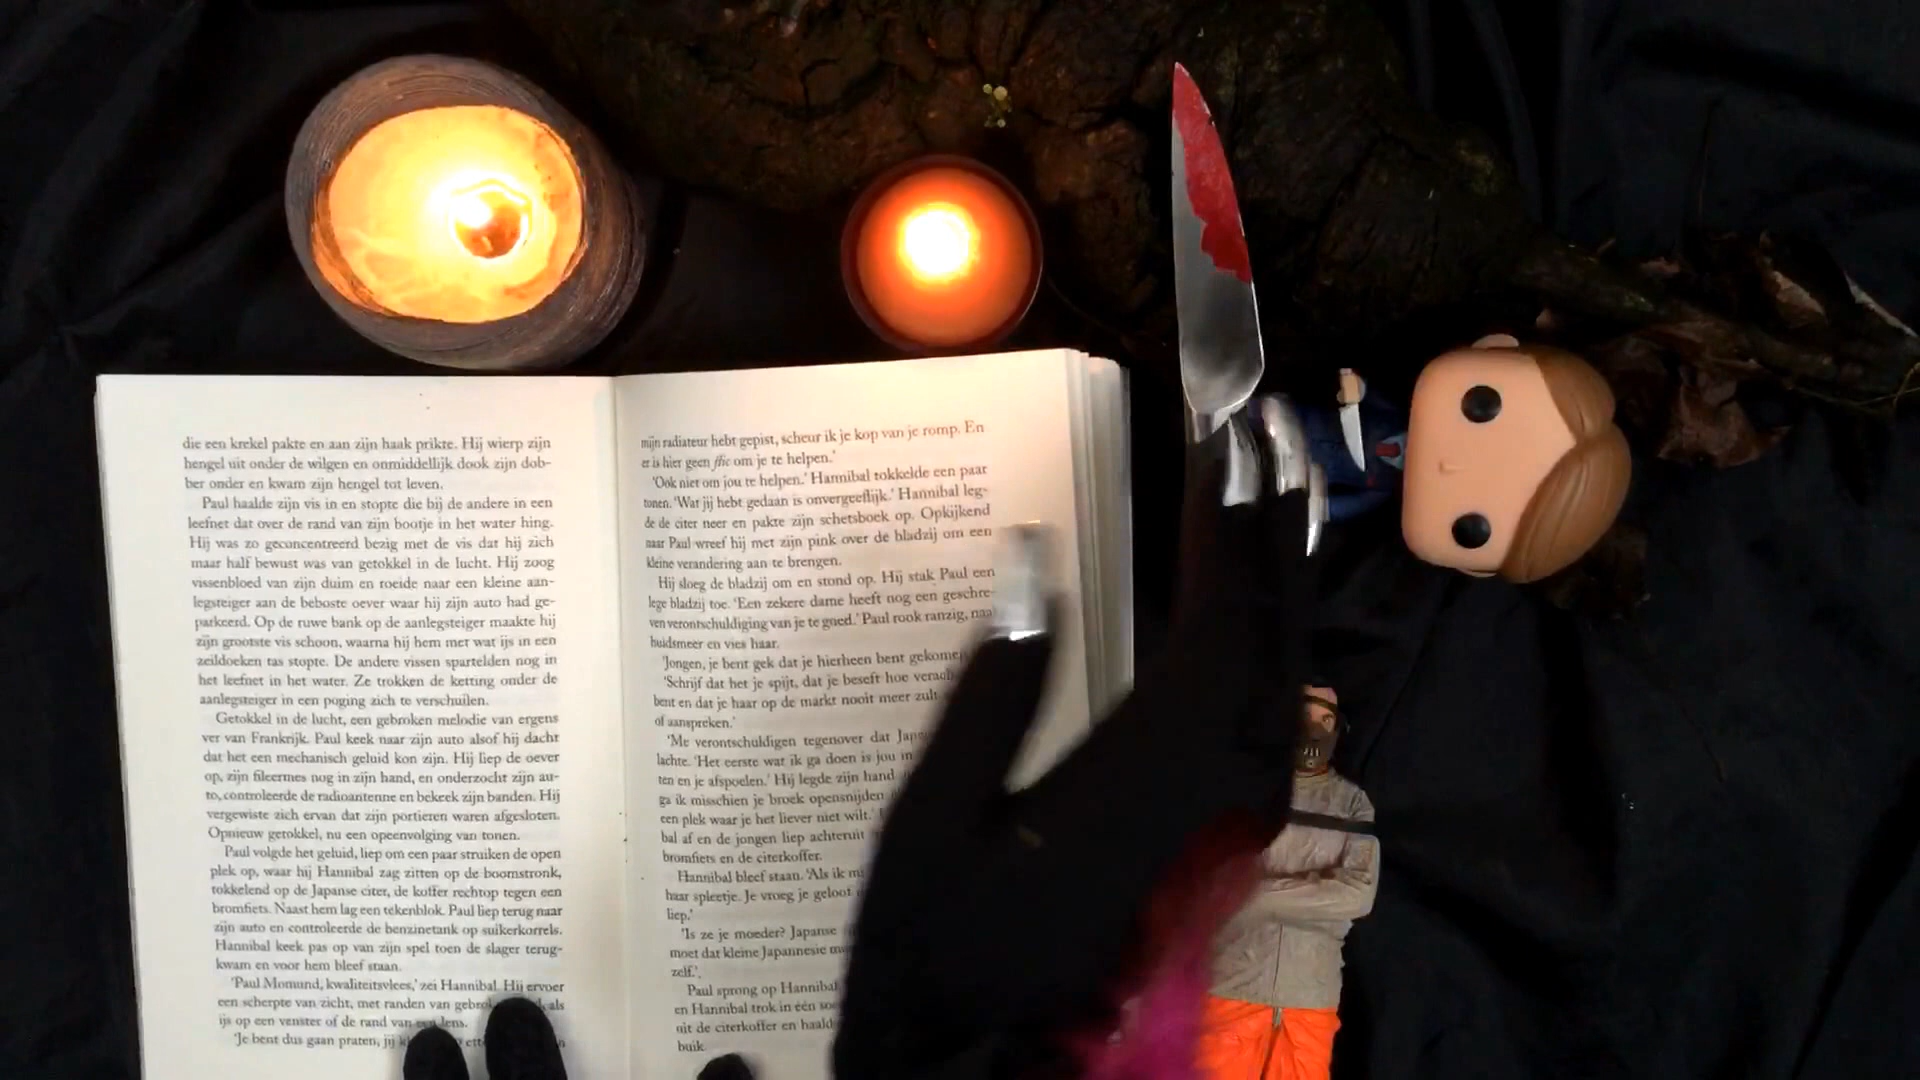 die een krekel pakte en aan zijn haak prikte. Hij wierp zijn
hengel uit onder de wilgen en onmiddellijk dook zijn dob-
ber onder en kwam zijn hengel tot leven.
Paul haalde zijn vis in en stopte die bij de andere in een
leefnet dat over de rand van zijn bootje in het water hing.
Hij was zo geconcentreerd bezig met de vis dat hij zich
maar half bewust was van getokkel in de lucht. Hij zoog
vissenbloed van zijn duim en roeide naar een kleine aan-
legsteiger aan de beboste oever waar hij zijn auto had ge-
parkeerd. Op de ruwe bank op de aanlegsteiger maakte hij
zijn grootste vis schoon, waarna hij hem met wat ijs in een
zeildoeken tas stopte. De andere vissen spartelden nog in
het leefnet in het water. Ze trokken de ketting onder de
aanlegsteiger in een poging zich te verschuilen.
Getokkel in de lucht, een gebroken melodie van ergens
ver van Frankrijk. Paul keek naar zijn auto alsof hij dacht
dat het een mechanisch geluid kon zijn. Hij liep de oever
op, zijn fileermes nog in zijn hand, en onderzocht zijn au-
to, controleerde de radioantenne en bekeek zijn banden. Hij
vergewiste zich ervan dat zijn portieren waren afgesloten.
Opnieuw getokkel, nu een opeenvolging van tonen.
Paul volgde het geluid, liep om een paar struiken de open
plek op, waar hij Hannibal zag zitten op de boomstronk,
tokkelend op de Japanse citer, de koffer rechtop tegen een
bromfiets. Naast hem lag een tekenblok. Paul liep terug naar
zijn auto en controleerde de benzinetank op suikerkorrels.
Hannibal keek pas op van zijn spel toen de slager terug-
kwam en voor hem bleef staan.
'Paul Momund, kwaliteitsvlees,' zei Hannibal. Hij ervoer
een scherpte van zicht, met randen van als
ijs op een venster of de rand van een lens.
'Je bent dus gaan praten, jij
mijn radiateur hebt gepist, scheur ik je kop van je romp. En
er is hier geen flic om je te helpen.'
'Ook niet om jou te helpen.' Hannibal tokkelde een paar
tonen. 'Wat jij hebt gedaan is onvergeeflijk.' Hannibal leg-
de de citer neer en pakte zijn schetsboek op. Opkijkend
naar Paul wreef hij met zijn pink over de bladzij om een
kleine verandering aan te brengen.
Hij sloeg de bladzij om en stond op. Hij stak Paul een
lege bladzij toe. 'Een zekere dame heeft nog een geschre-
ven verontschuldiging van je te goed.' Paul rook ranzig, naar
huidsmeer en vies haar.
'Jongen, je bent gek dat je hierheen bent
'Schrijf dat het je spijt, dat je beseft hoe
bent en dat je haar op de markt nooit meer zult
of aanspreken.'
'Me verontschuldigen tegenover dat
lachte. 'Het eerste wat ik ga doen is jou in
ten en je afspoelen.' Hij legde zijn hand
ga ik misschien je broek opensnijden
een plek waar je het liever niet wilt.'
bal af en de jongen liep achteruit
bromfiets en de citerkoffer.
Hannibal bleef staan. 'Als ik
haar spleetje. Je vroeg je geloof
liep.'
'Is ze je moeder? Japanse
moet dat kleine Japannesie
zelf.'
Paul sprong op Hannibal
en Hannibal trok in één
uit de citerkoffer en haalde
buik.